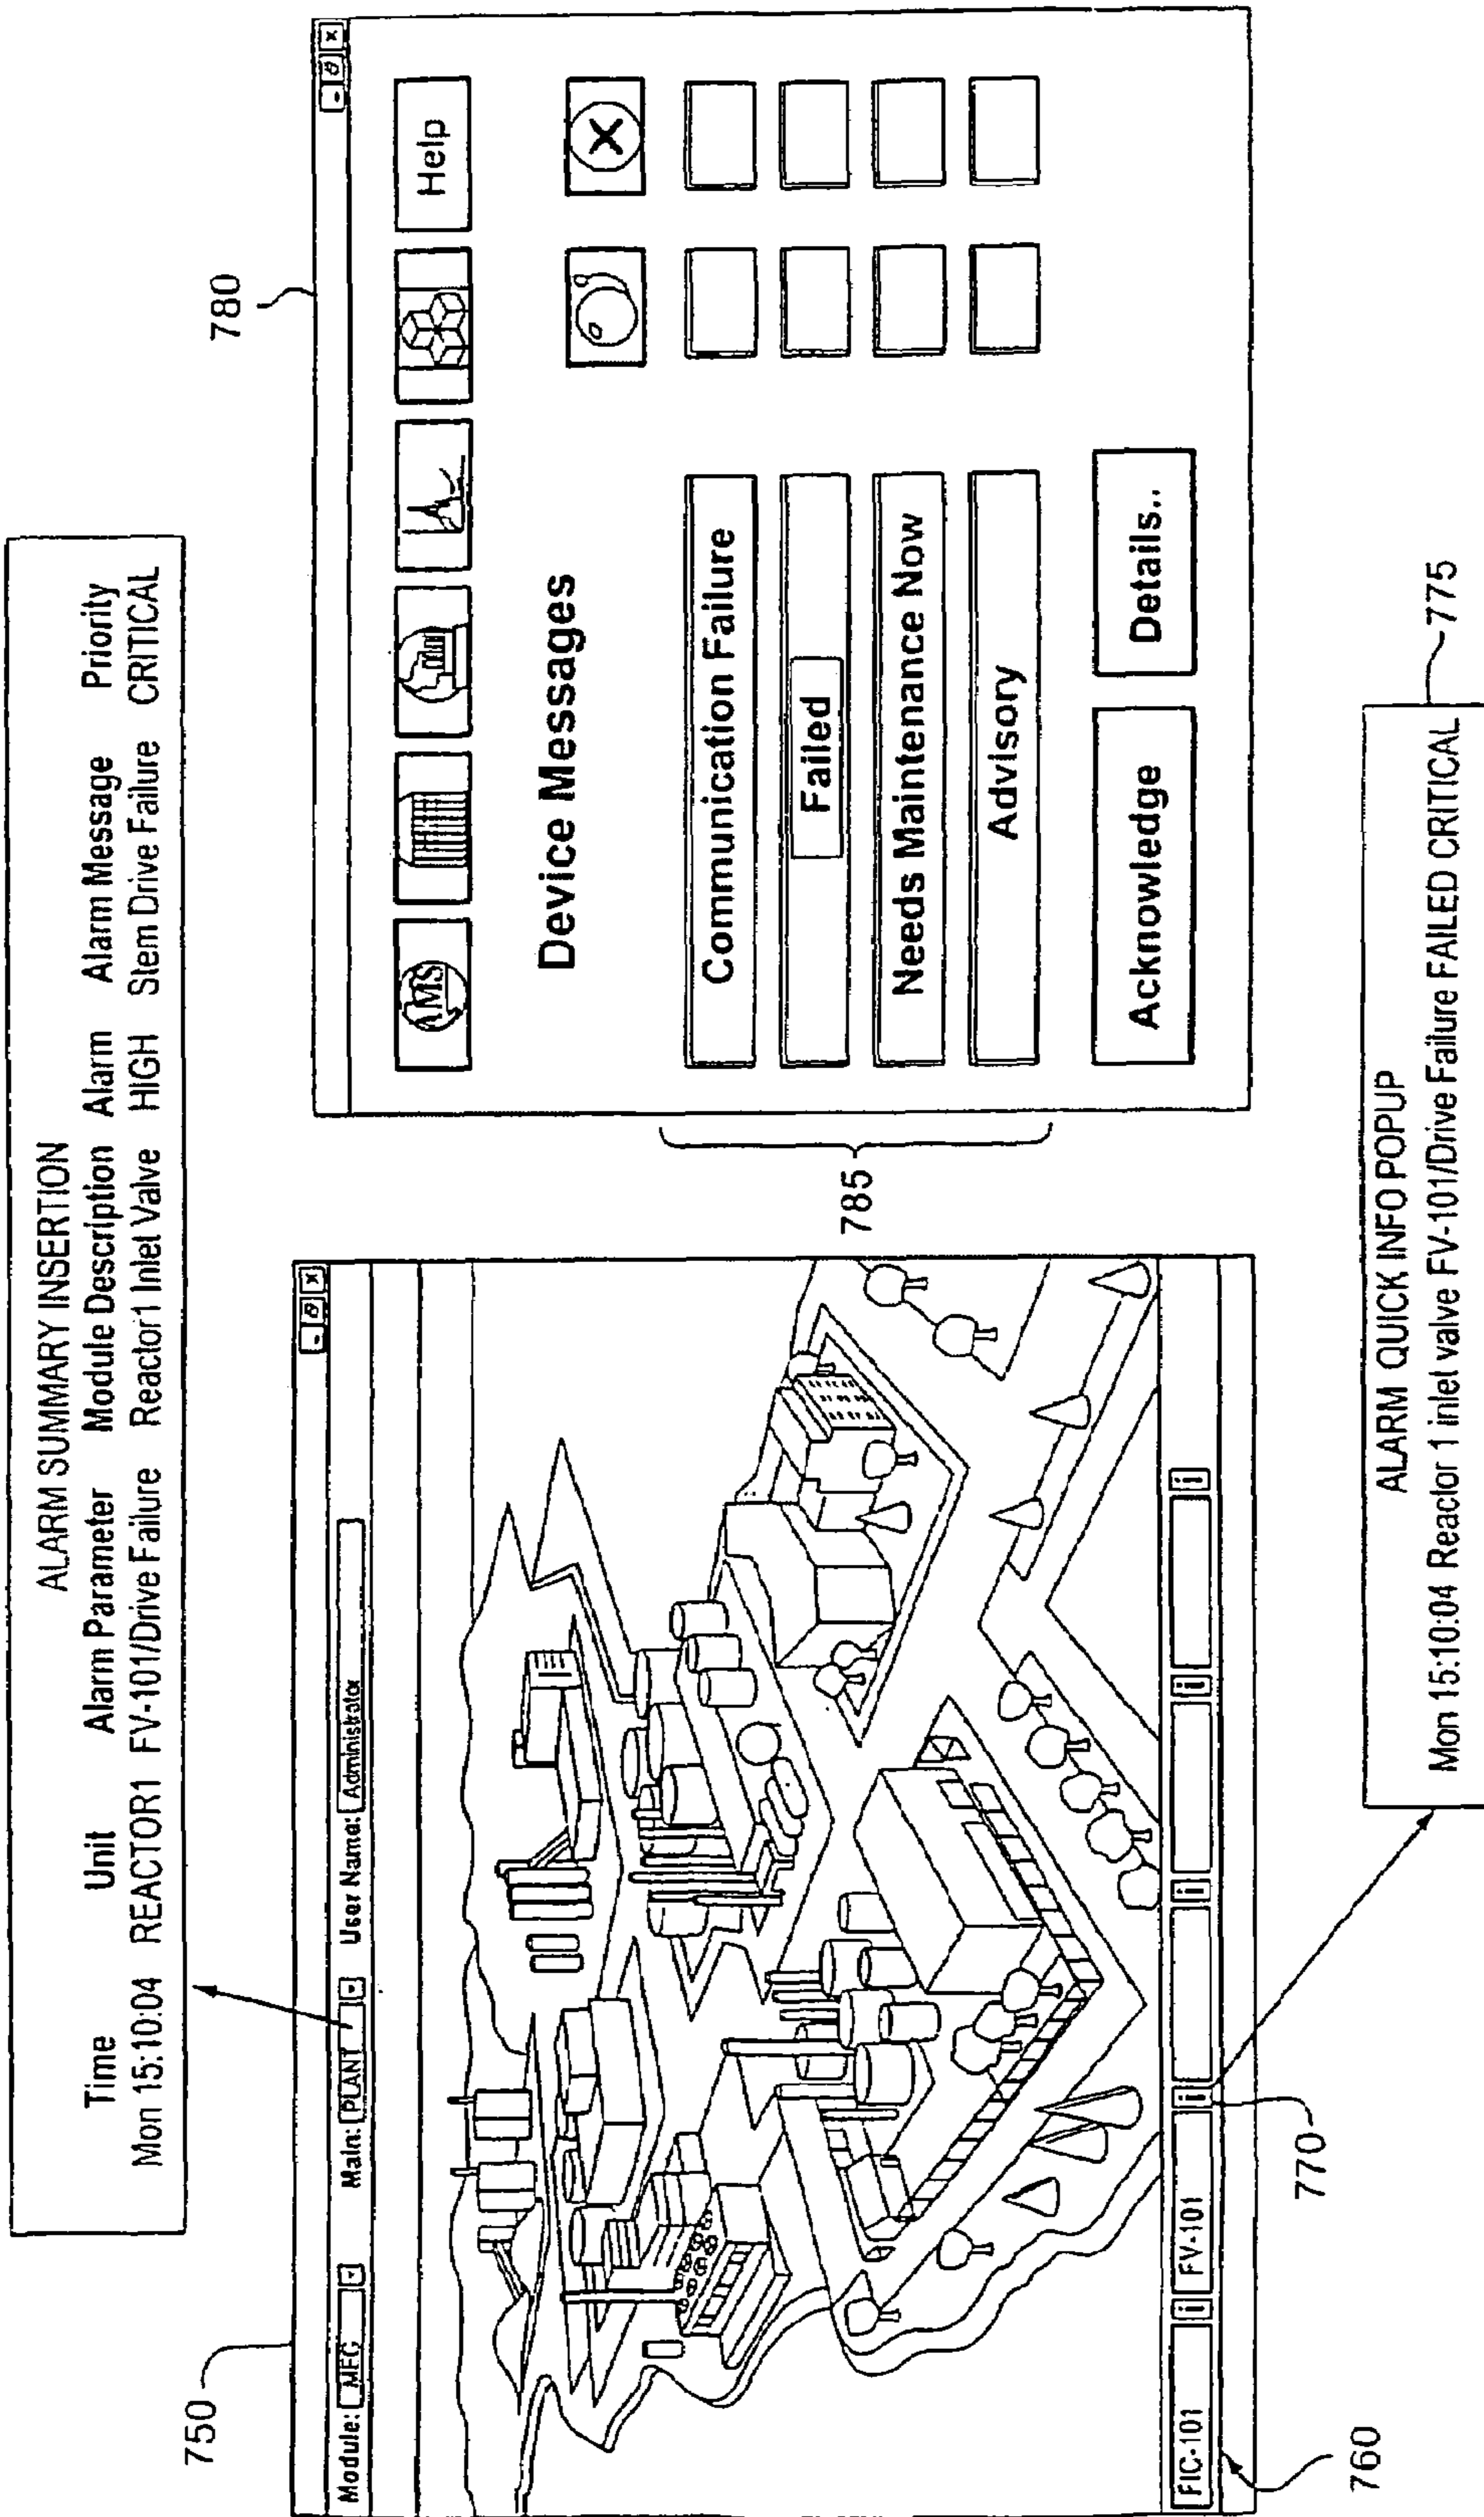 ALARM SUMMARY INSERTION
Time Unit Alarm Parameter Module Description Alarm Alarm Message Priority
Mon 15:10:04 REACTOR1 FV-101/Drive Failure Reactor1 Inlet Valve HIGH Stem Drive Failure CRITICAL
750
Module: MFG Main: PLANT User Name: Administrator
FIC-101 i FV-101 i i i i
760
770
780
AMS Help
Device Messages
Communication Failure
Failed
Needs Maintenance Now
Advisory
Acknowledge Details..
785
ALARM QUICK INFO POPUP
Mon 15:10:04 Reactor 1 inlet valve FV-101/Drive Failure FAILED CRITICAL
775